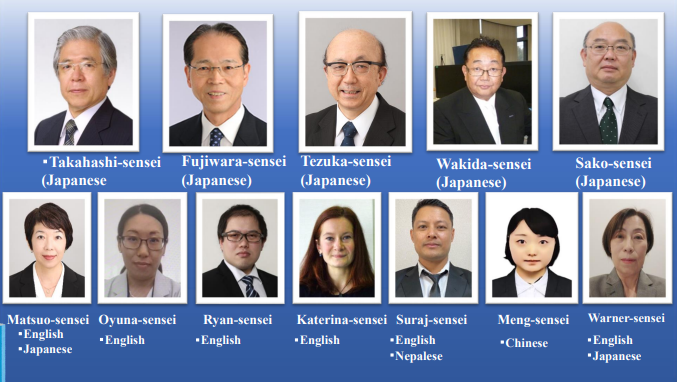 ▪Takahashi-sensei
(Japanese
Fujiwara-sensei
(Japanese)
Tezuka-sensei
(Japanese)
Wakida-sensei
(Japanese)
Sako-sensei
(Japanese)
Matsuo-sensei
▪English
▪Japanese
Oyuna-sensei
▪English
Ryan-sensei
▪English
Katerina-sensei
▪English
Suraj-sensei
▪English
▪Nepalese
Meng-sensei
▪Chinese
Warner-sensei
▪English
▪Japanese